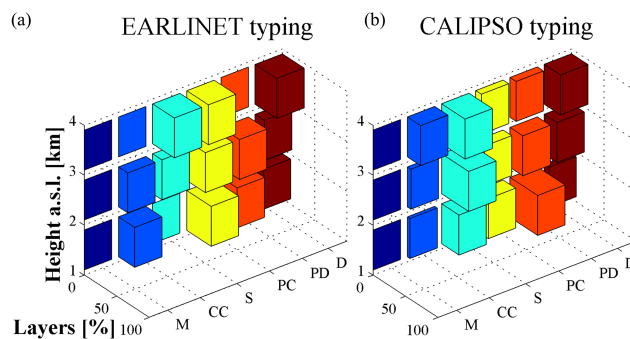 (a) EARLINET typing
(b) CALIPSO typing
Height a.s.l. [km]
4
3
2
1
0
50
100
Layers [%]
M
CC
S
PC
PD
D
4
3
2
1
0
50
100
M
CC
S
PC
PD
D